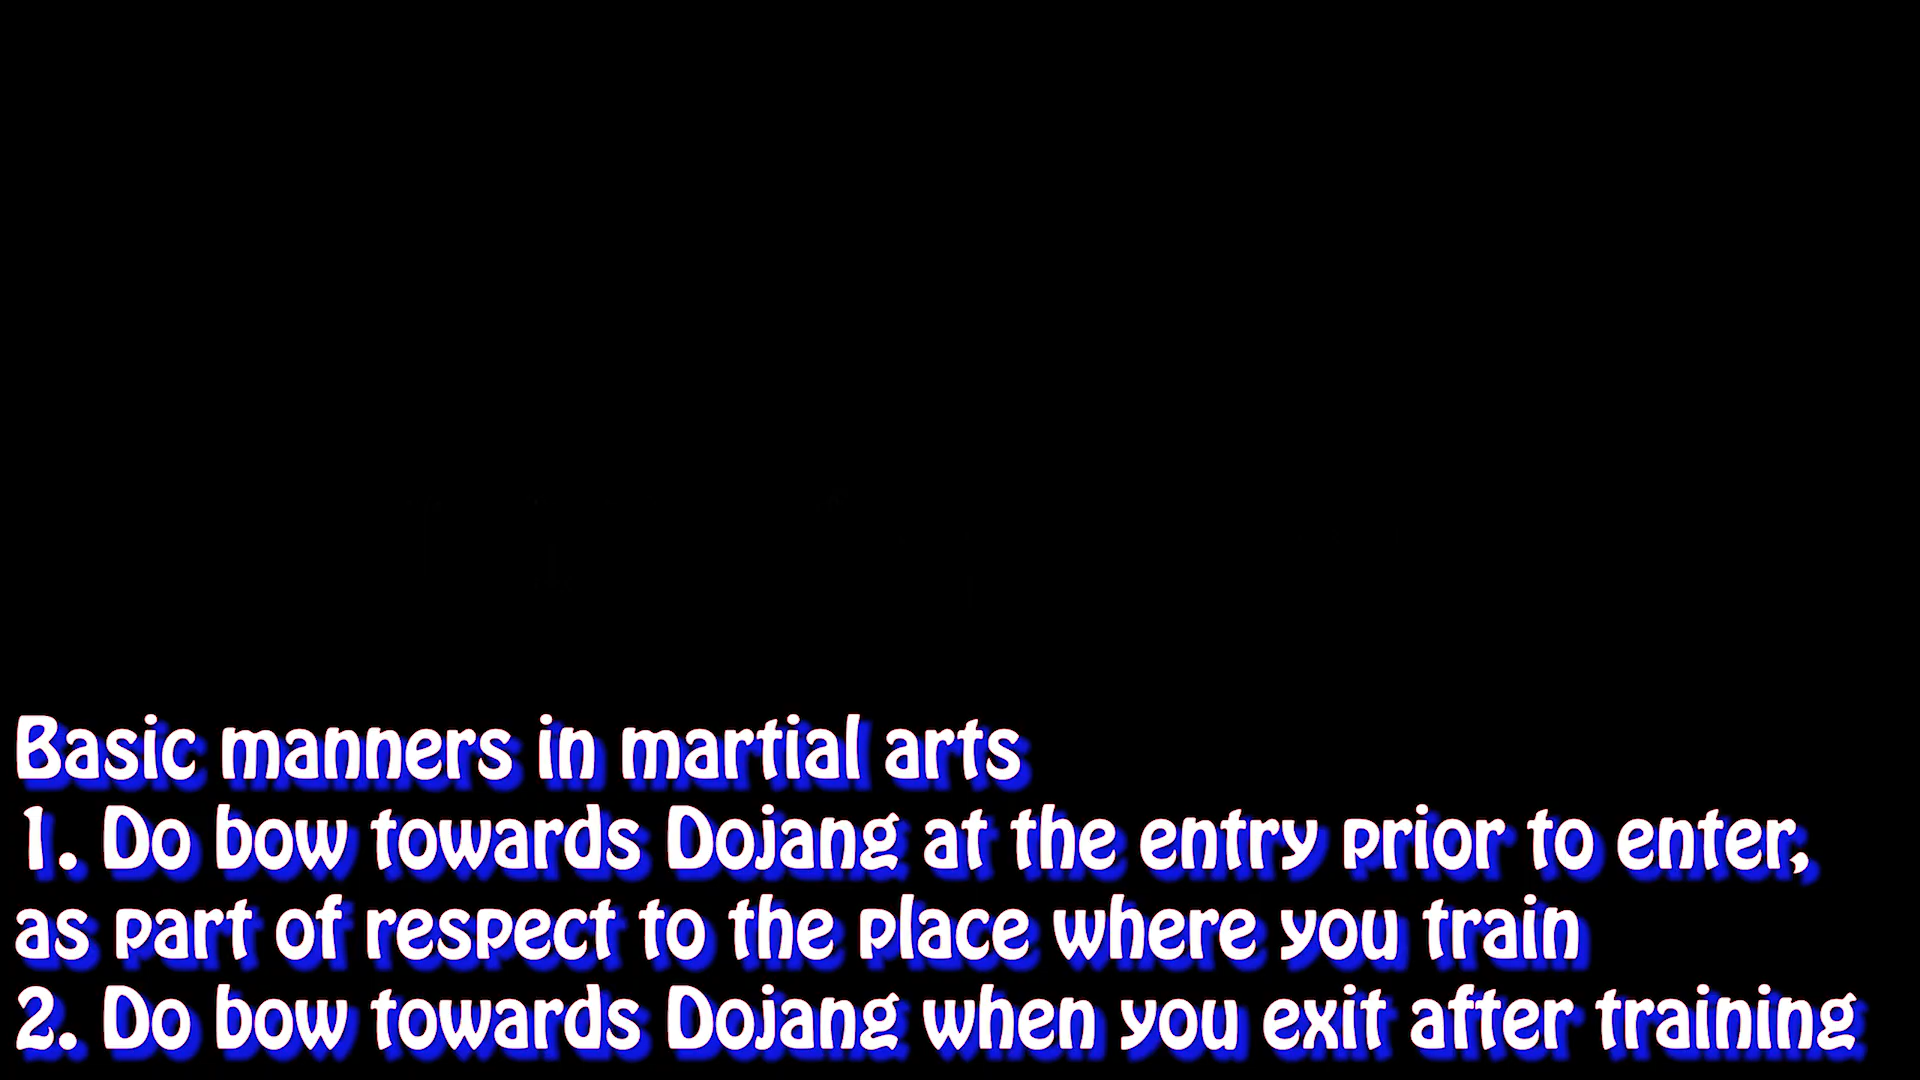 Basic manners in martial arts
1. Do bow towards Dojang at the entry prior to enter,
as part of respect to the place where you train
2. Do bow towards Dojang when you exit after training